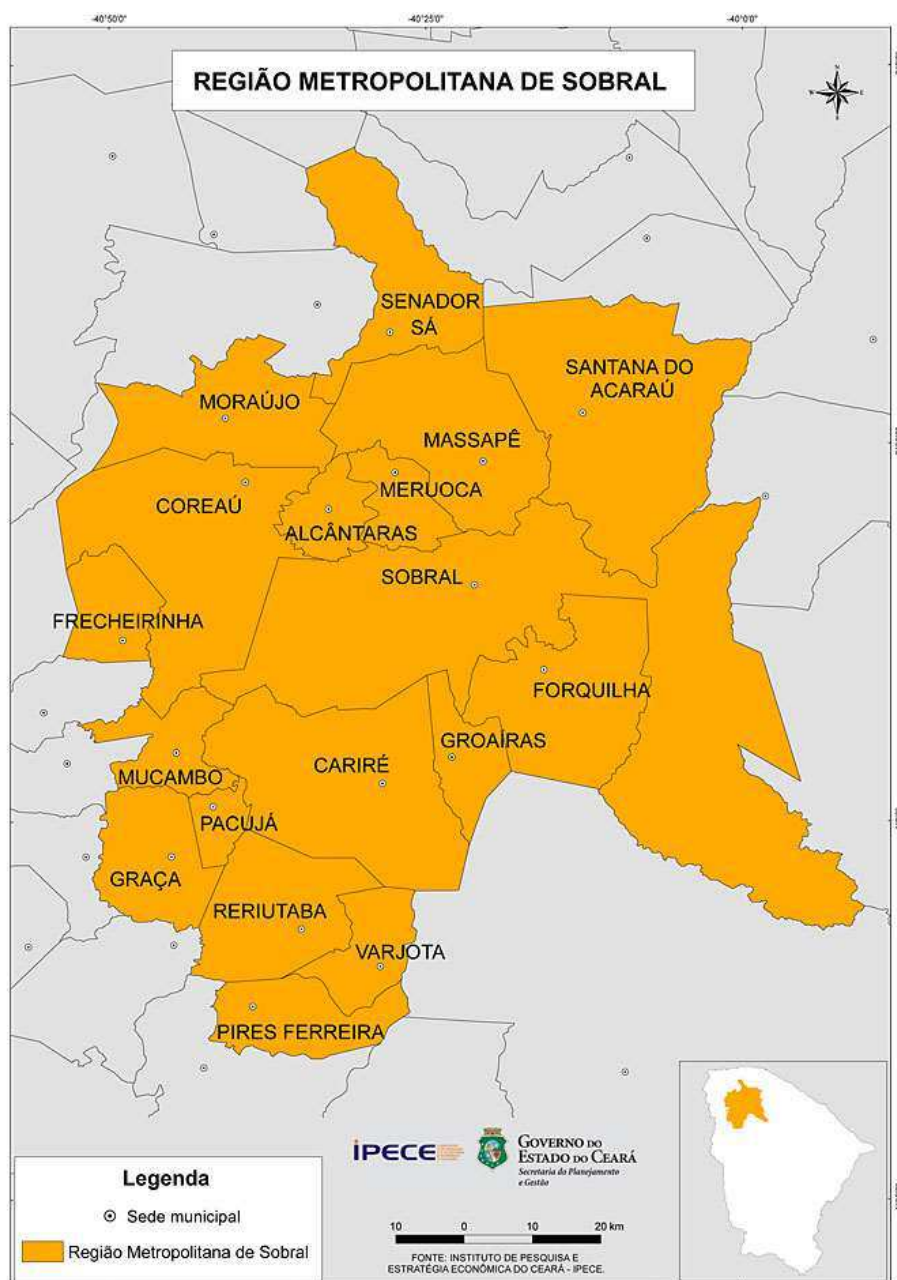 -40°50'0"
-40°25'0"
-40°0'0"
REGIÃO METROPOLITANA DE SOBRAL
N
W
E
S
SENADOR
SÁ
SANTANA DO
ACARAÚ
MORAÚJO
MASSAPÊ
MERUOCA
COREAÚ
ALCÂNTARAS
SOBRAL
FRECHEIRINHA
FORQUILHA
GROAÍRAS
CARIRÉ
MUCAMBO
PACUJÁ
GRAÇA
RERIUTABA
VARJOTA
PIRES FERREIRA
IPECE
GOVERNO DO
ESTADO DO CEARÁ
Secretaria do Planejamento
e Gestão
Legenda
Sede municipal
Região Metropolitana de Sobral
10 0 10 20 km
FONTE: INSTITUTO DE PESQUISA E
ESTRATÉGIA ECONÔMICA DO CEARÁ - IPECE.